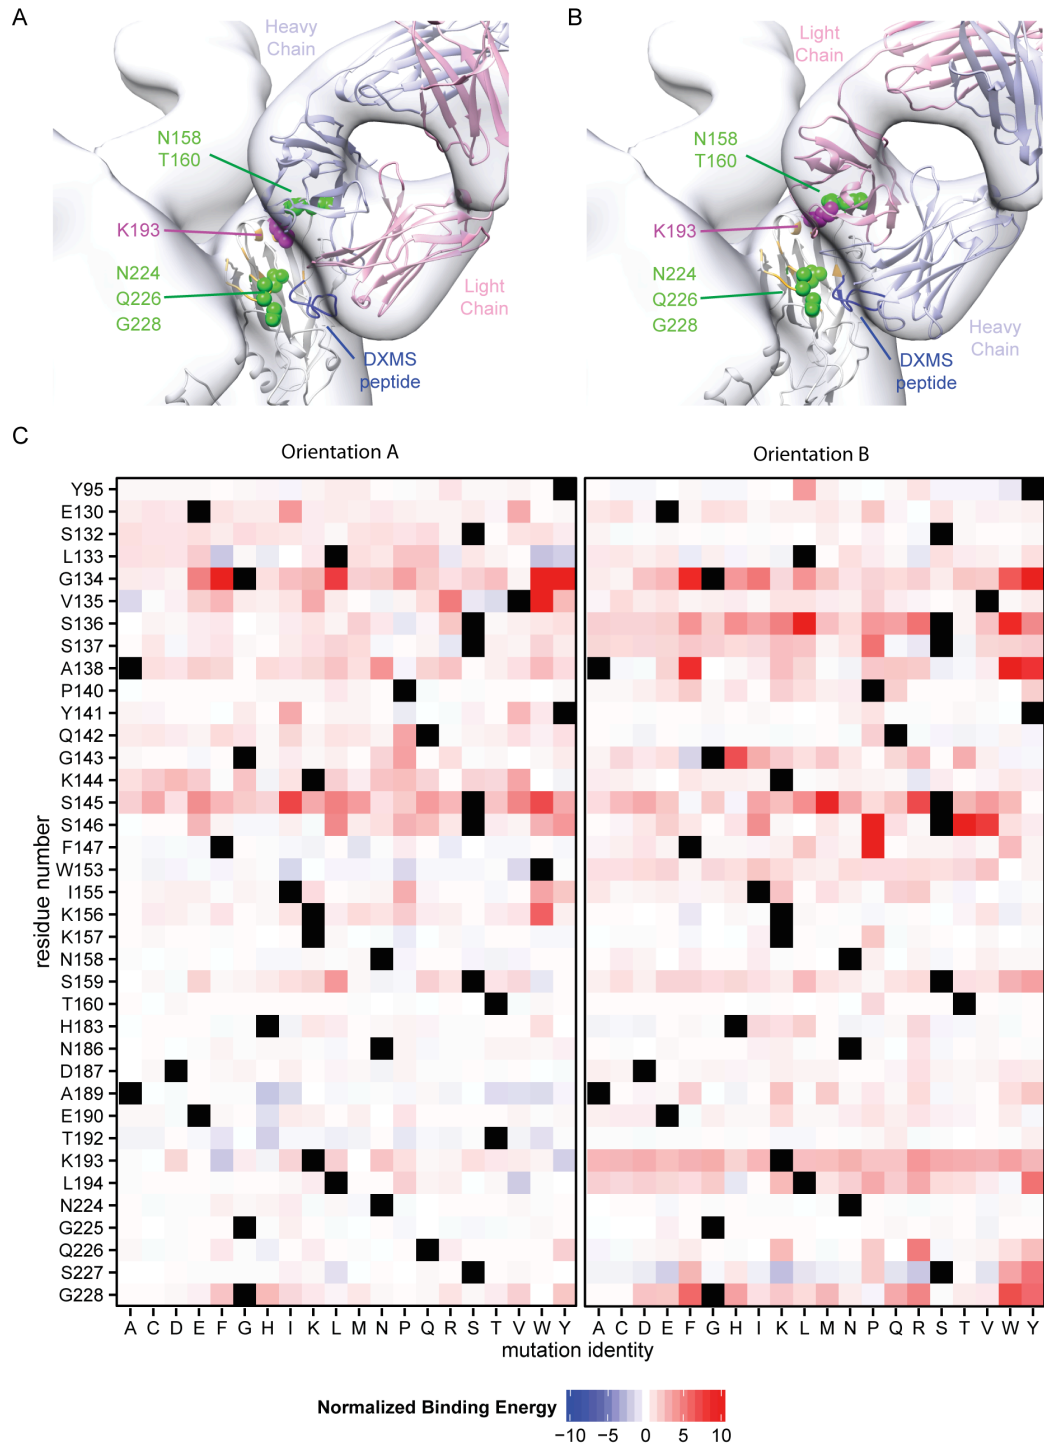 A
Heavy
Chain
N158
T160
K193
N224
Q226
G228
Light
Chain
DXMS
peptide
B
Light
Chain
N158
T160
K193
N224
Q226
G228
Heavy
Chain
DXMS
peptide
C
Orientation A
Orientation B
residue number
Y95
E130
S132
L133
G134
V135
S136
S137
A138
P140
Y141
Q142
G143
K144
S145
S146
F147
W153
I155
K156
K157
N158
S159
T160
H183
N186
D187
A189
E190
T192
K193
L194
N224
G225
Q226
S227
G228
A C D E F G H I K L M N P Q R S T V W Y
A C D E F G H I K L M N P Q R S T V W Y
mutation identity
Normalized Binding Energy
−10 −5 0 5 10